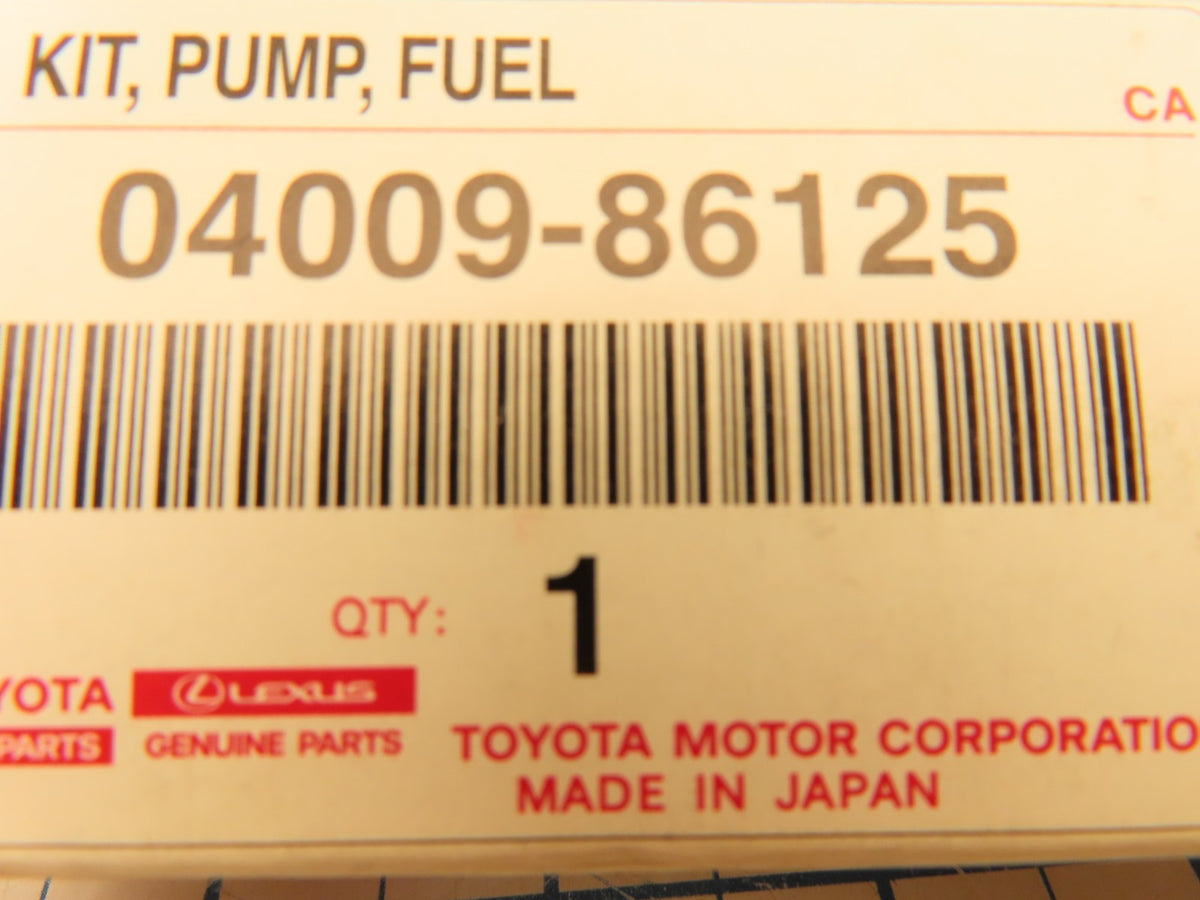 KIT, PUMP, FUEL
CA
04009-86125
QTY: 1
YOTA
LEXUS
PARTS
GENUINE PARTS
TOYOTA MOTOR CORPORATIO
MADE IN JAPAN